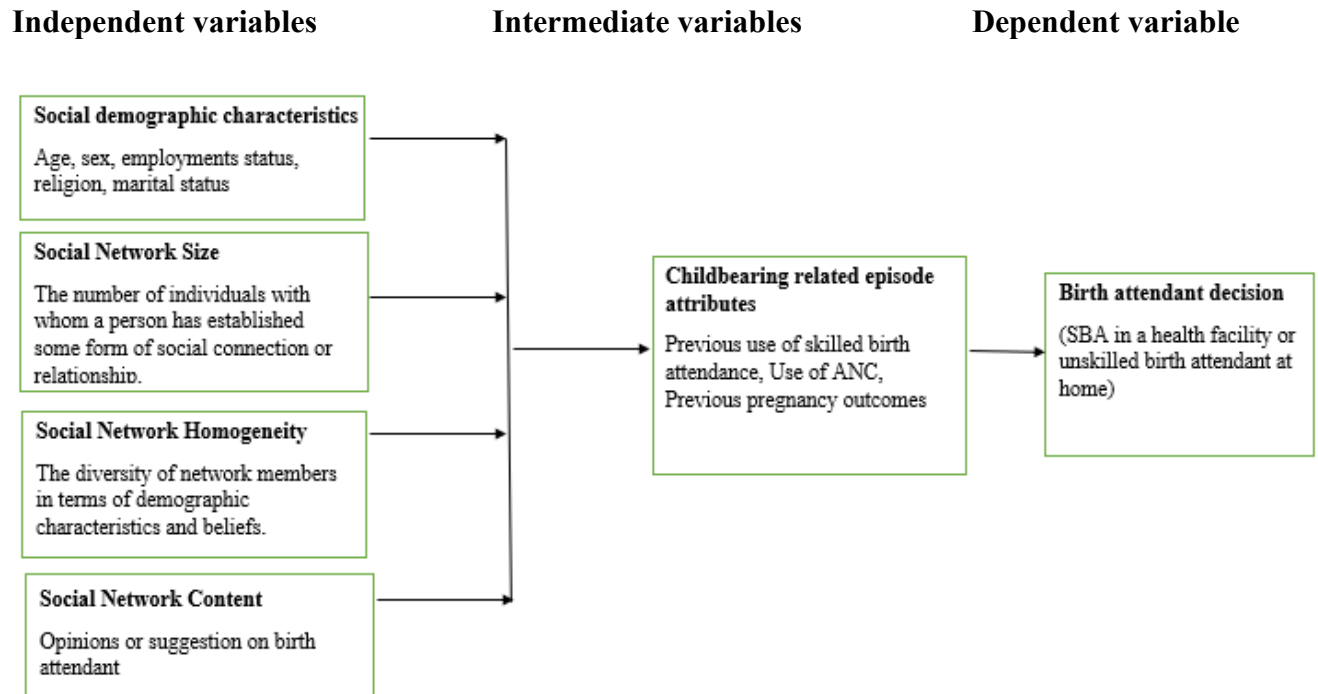 Independent variables
Intermediate variables
Dependent variable
Social demographic characteristics
Age, sex, employments status,
religion, marital status
Social Network Size
The number of individuals with
whom a person has established
some form of social connection or
relationship.
Social Network Homogeneity
The diversity of network members
in terms of demographic
characteristics and beliefs.
Social Network Content
Opinions or suggestion on birth
attendant
Childbearing related episode
attributes
Previous use of skilled birth
attendance, Use of ANC,
Previous pregnancy outcomes
Birth attendant decision
(SBA in a health facility or
unskilled birth attendant at
home)